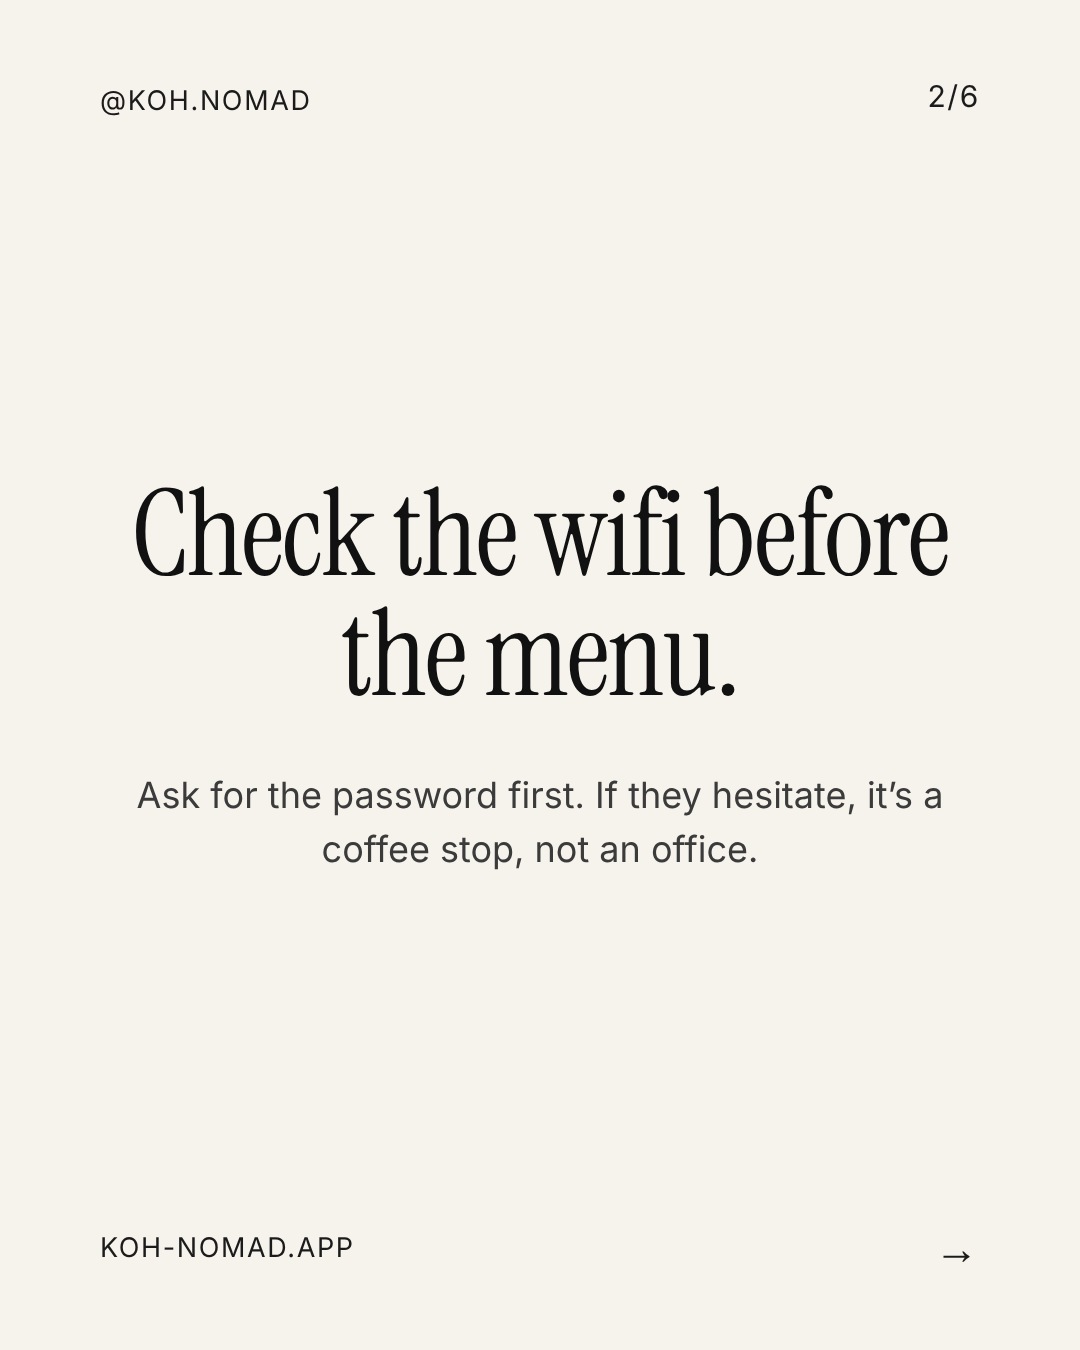 @KOH.NOMAD
2/6
Check the wifi before
the menu.
Ask for the password first. If they hesitate, it’s a
coffee stop, not an office.
KOH-NOMAD.APP
→